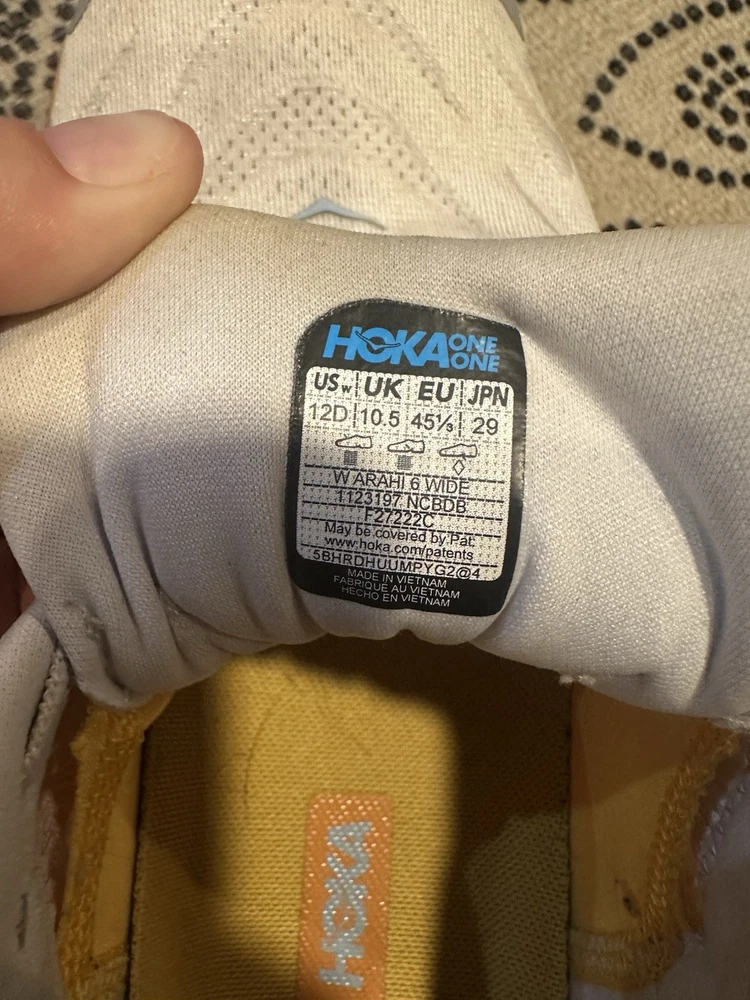 HOKA ONE ONE
USw UK EU JPN
12D 10.5 45⅓ 29
W ARAHI 6 WIDE
1123197 NCBDB
F27222C
May be covered by Pat.
www.hoka.com/patents
5BHRDHUUMPYG2@4
MADE IN VIETNAM
FABRIQUE AU VIETNAM
HECHO EN VIETNAM
HOKA